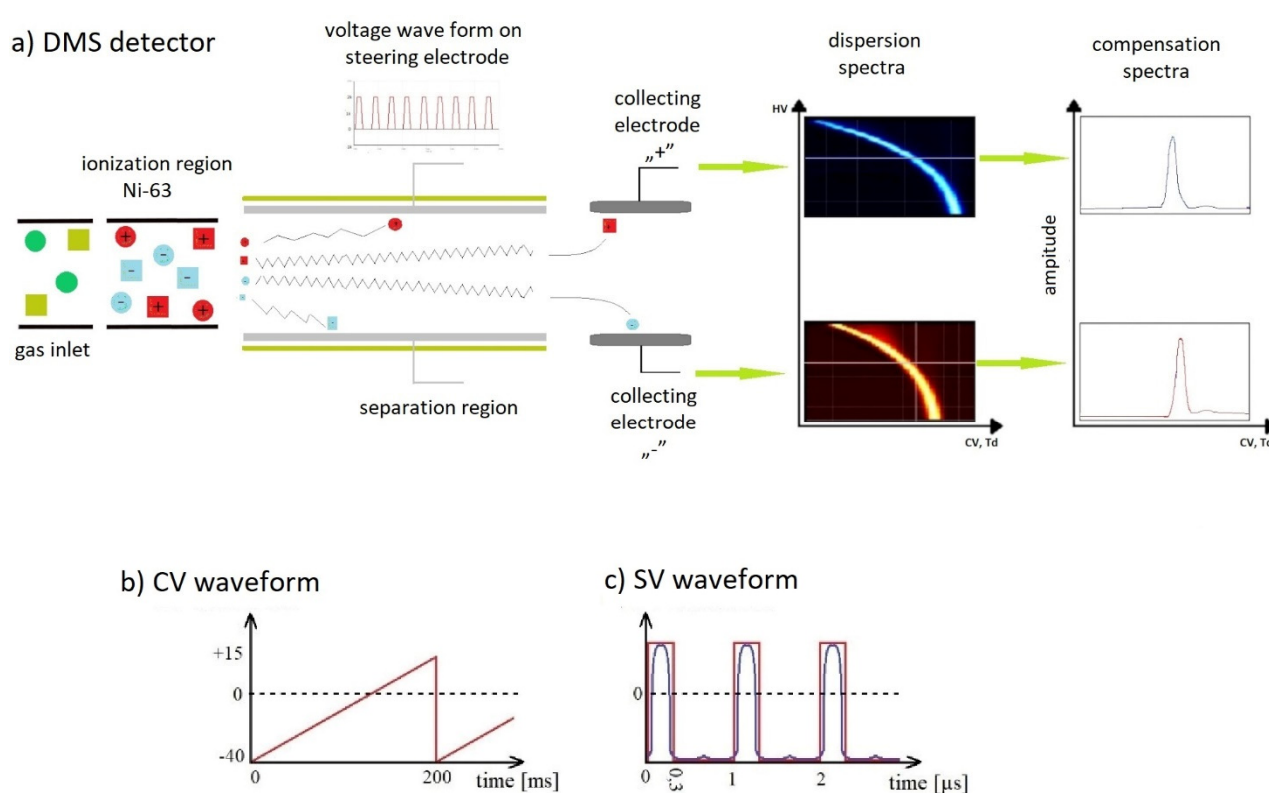 a) DMS detector
voltage wave form on
steering electrode
ionization region
Ni-63
gas inlet
+
+
-
-
-
-
+
+
+
+
-
-
separation region
collecting
electrode
„+”
collecting
electrode
„-”
dispersion
spectra
HV
CV, Td
compensation
spectra
ampitude
b) CV waveform
+15
0
-40
0
200
time [ms]
c) SV waveform
0
0
0,3
1
2
time [µs]